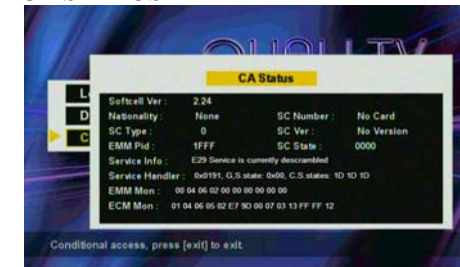 QUALI TV
CA Status
Softcell Ver : 2.24
Nationality : None SC Number : No Card
SC Type : 0 SC Ver : No Version
EMM Pid : 1FFF SC State : 0000
Service Info : E29 Service is currently descrambled
Service Handler : 0x0191, G,S.state: 0x00, C.S.states: 1D 1D 1D
EMM Mon : 00 04 06 02 00 00 00 00 00 00
ECM Mon : 01 04 06 05 02 E7 9D 00 07 03 13 FF FF 12
L
D
C
Conditional access, press [exit] to exit.